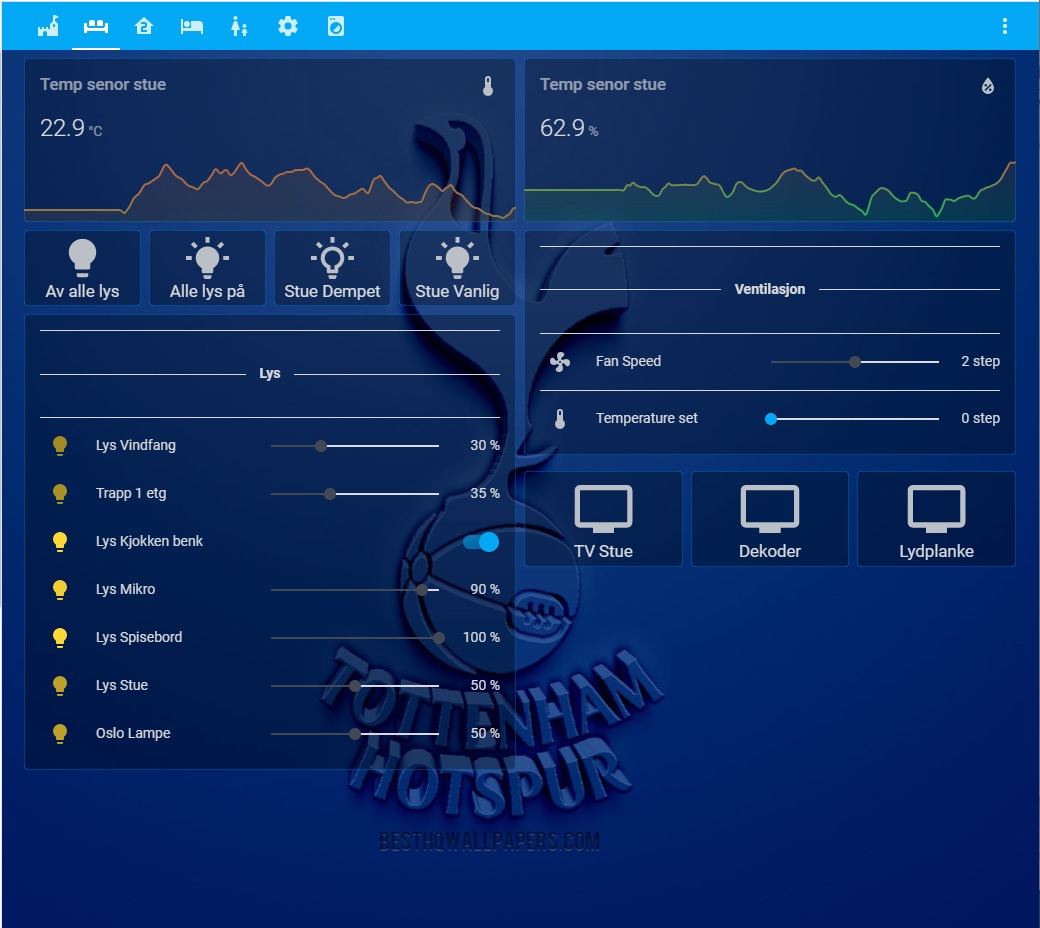 2
Temp senor stue
22.9 °C
Temp senor stue
62.9 %
Av alle lys
Alle lys på
Stue Dempet
Stue Vanlig
Lys
Lys Vindfang 30 %
Trapp 1 etg 35 %
Lys Kjokken benk
Lys Mikro 90 %
Lys Spisebord 100 %
Lys Stue 50 %
Oslo Lampe 50 %
Ventilasjon
Fan Speed 2 step
Temperature set 0 step
TV Stue
Dekoder
Lydplanke
TOTTENHAM
HOTSPUR
BESTHQWALLPAPERS.COM